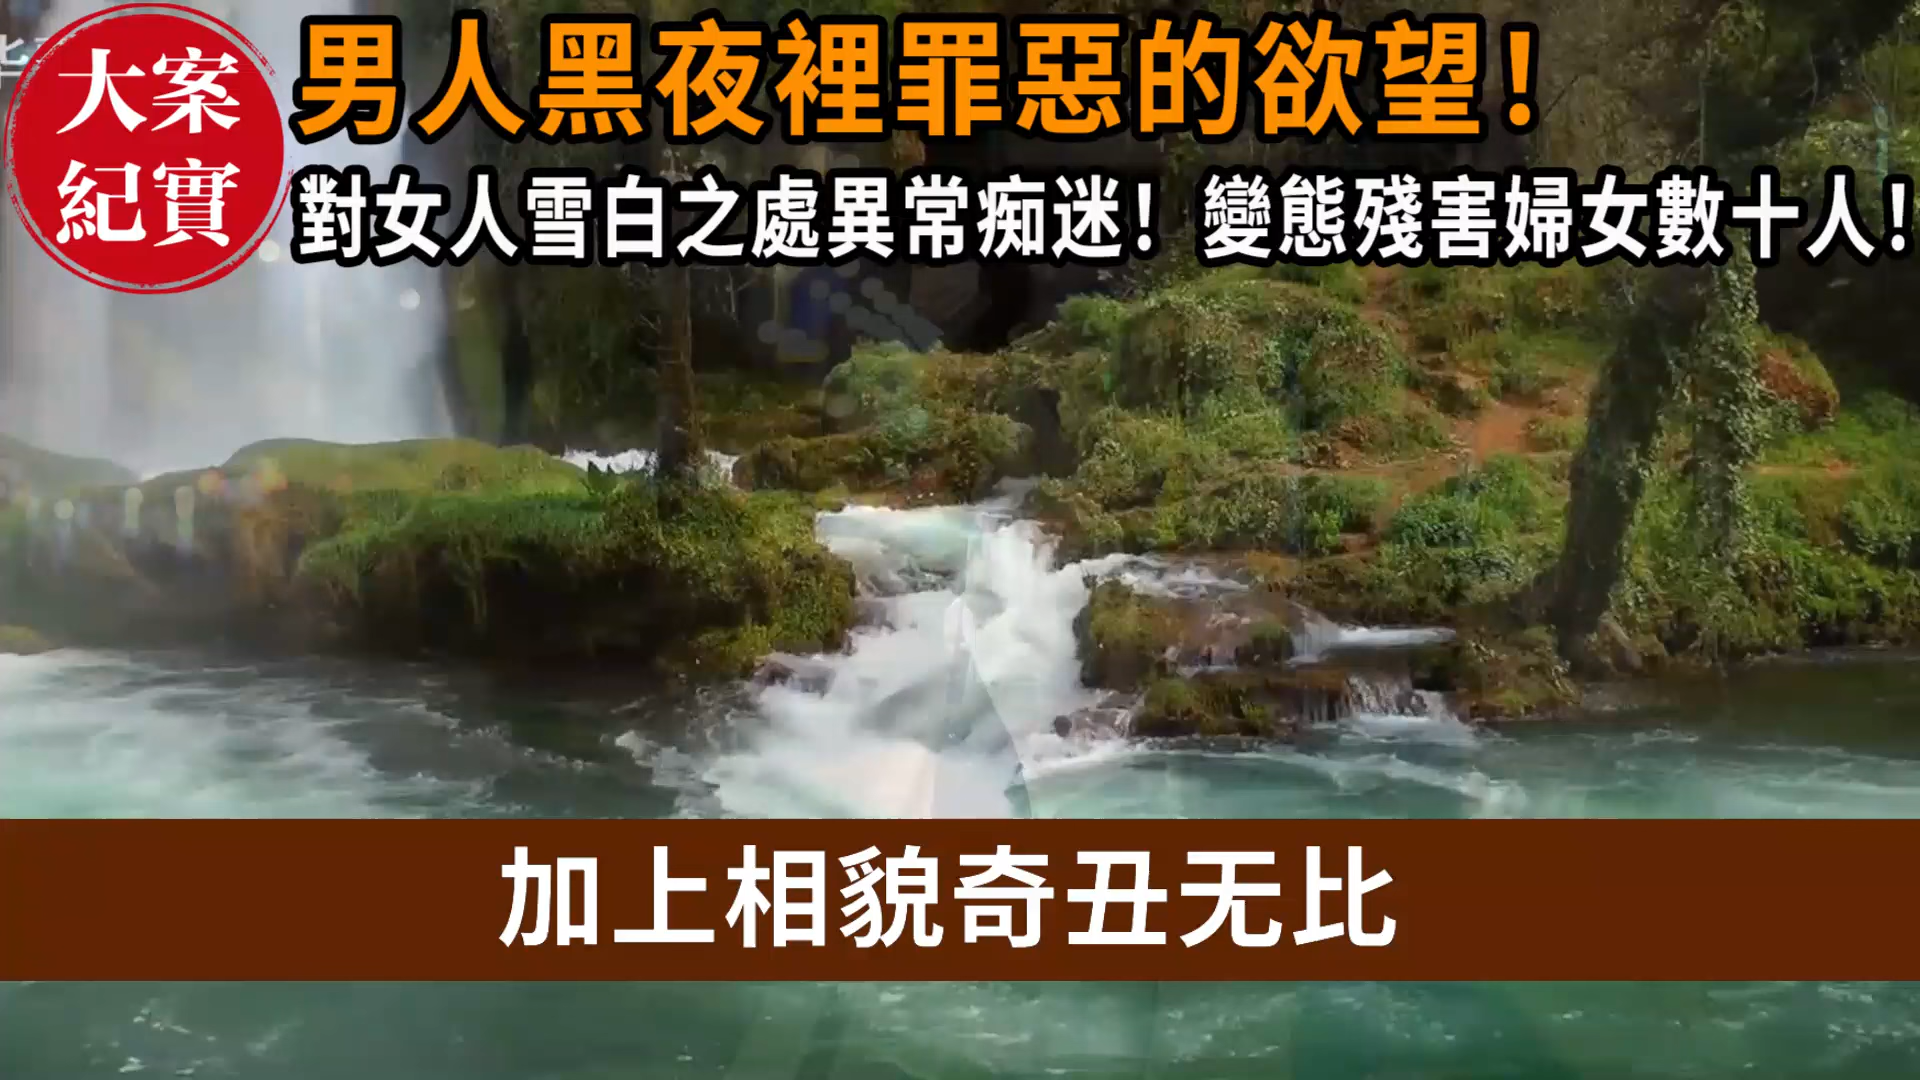 大案
紀實
男人黑夜裡罪惡的欲望！
對女人雪白之處異常痴迷！變態殘害婦女數十人！
加上相貌奇丑无比